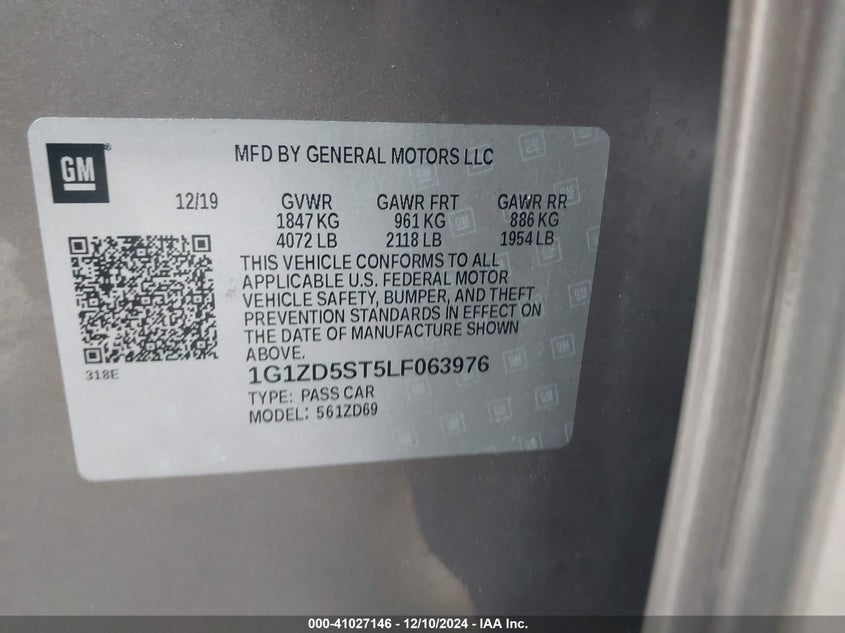 GM
MFD BY GENERAL MOTORS LLC
12/19 GVWR GAWR FRT GAWR RR
1847 KG 961 KG 886 KG
4072 LB 2118 LB 1954 LB
THIS VEHICLE CONFORMS TO ALL
APPLICABLE U.S. FEDERAL MOTOR
VEHICLE SAFETY, BUMPER, AND THEFT
PREVENTION STANDARDS IN EFFECT ON
THE DATE OF MANUFACTURE SHOWN
ABOVE.
318E
1G1ZD5ST5LF063976
TYPE: PASS CAR
MODEL: 561ZD69
000-41027146 - 12/10/2024 - IAA Inc.